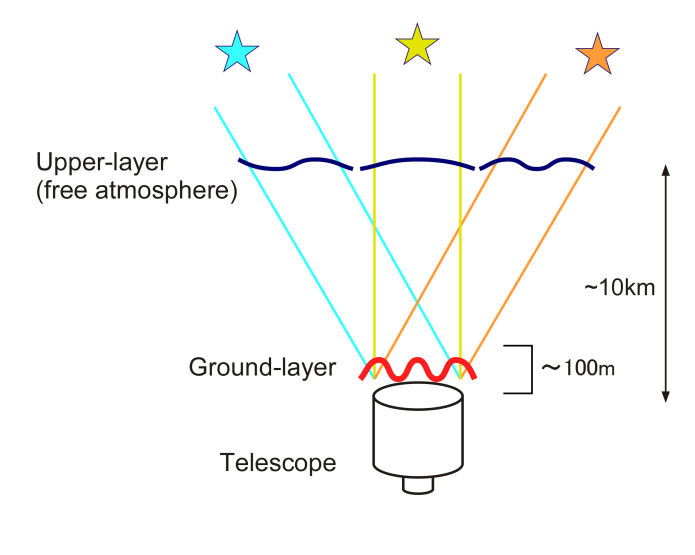 Upper-layer
(free atmosphere)
~10km
Ground-layer
~100m
Telescope